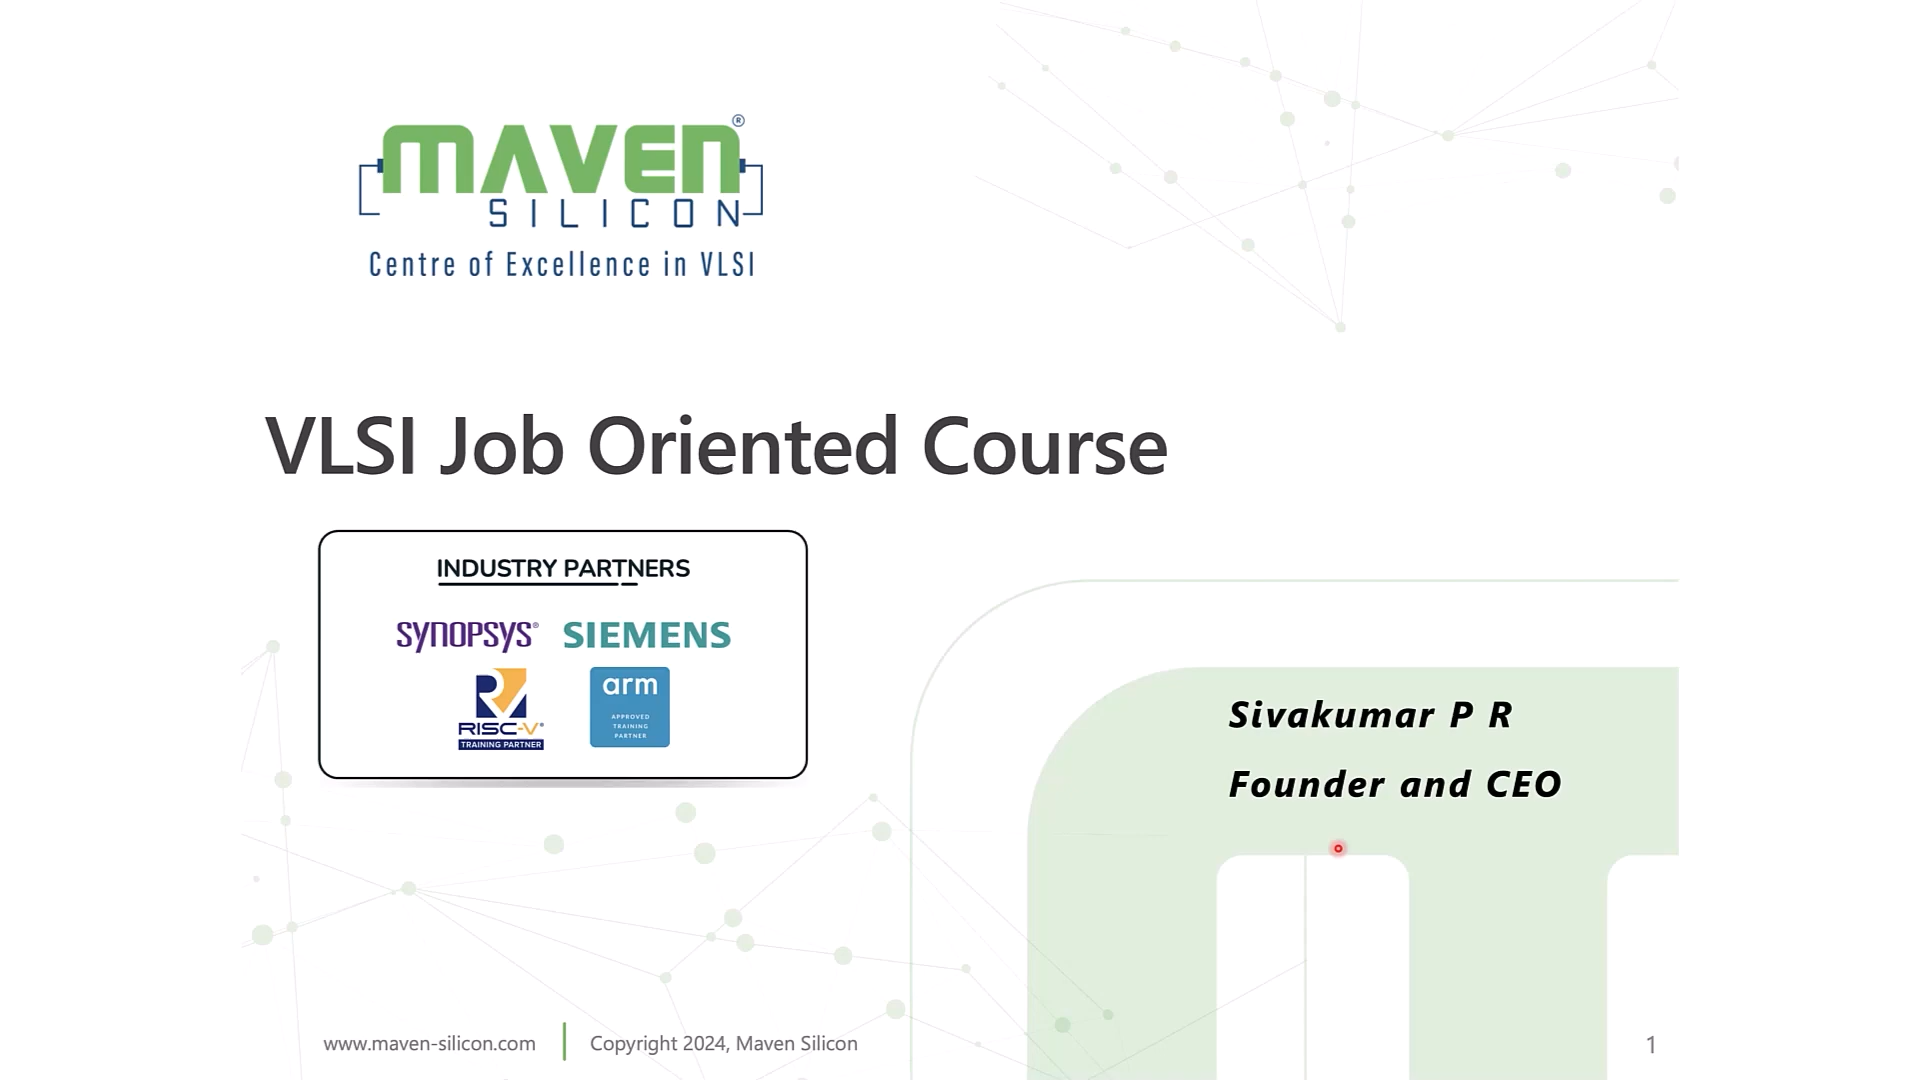 MAVEN®
SILICON
Centre of Excellence in VLSI
VLSI Job Oriented Course
INDUSTRY PARTNERS
SYNOPSYS® SIEMENS
RISC-V®
TRAINING PARTNER
arm
APPROVED
TRAINING
PARTNER
Sivakumar P R
Founder and CEO
www.maven-silicon.com
Copyright 2024, Maven Silicon
1